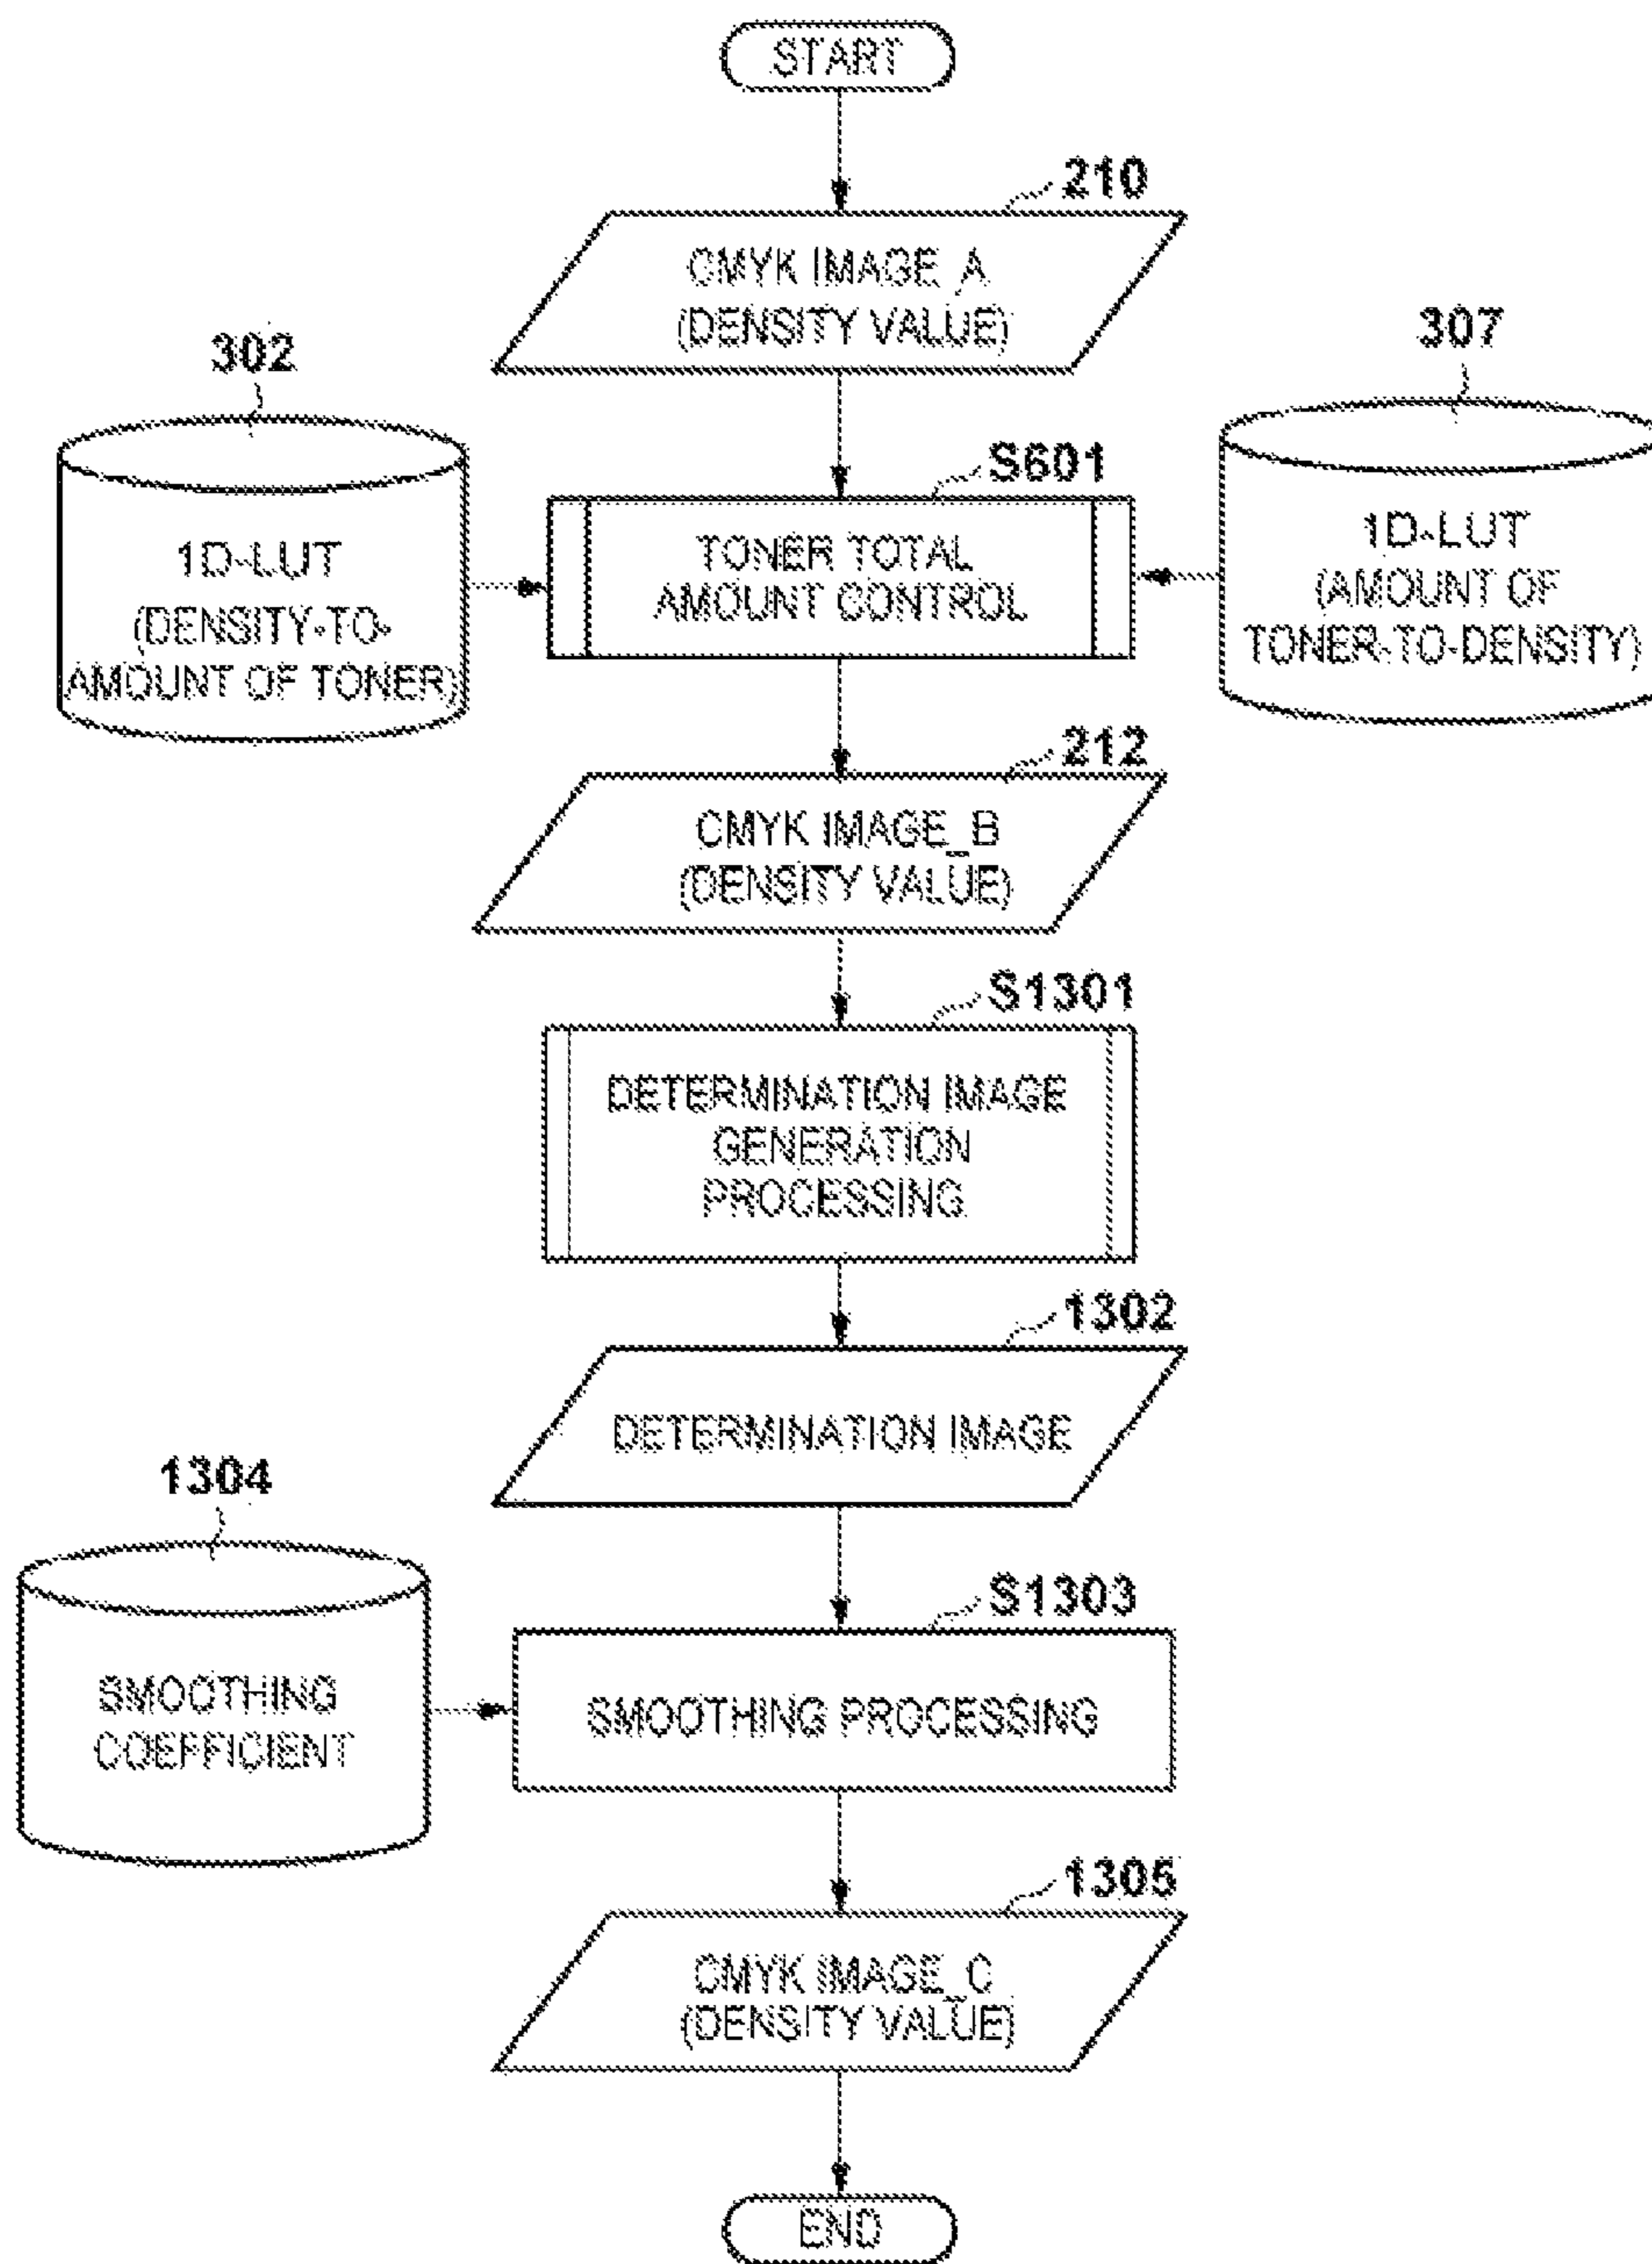 START
210
CMYK IMAGE_A
(DENSITY VALUE)
302
1D-LUT
(DENSITY-TO-
AMOUNT OF TONER)
307
1D-LUT
(AMOUNT OF
TONER-TO-DENSITY)
S601
TONER TOTAL
AMOUNT CONTROL
212
CMYK IMAGE_B
(DENSITY VALUE)
S1301
DETERMINATION IMAGE
GENERATION
PROCESSING
1302
DETERMINATION IMAGE
1304
SMOOTHING
COEFFICIENT
S1303
SMOOTHING PROCESSING
1305
CMYK IMAGE_C
(DENSITY VALUE)
END